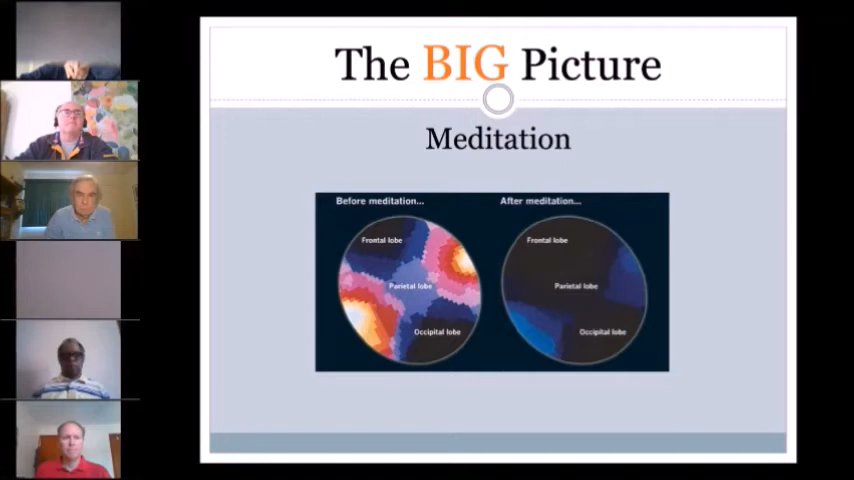 The BIG Picture
Meditation
Before meditation...
After meditation...
Frontal lobe
Frontal lobe
Parietal lobe
Parietal lobe
Occipital lobe
Occipital lobe